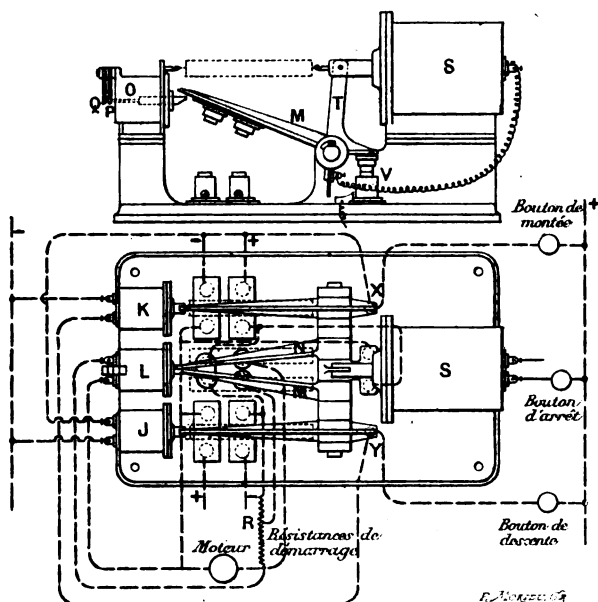 S
O
M
T
Q
P
V
-
+
Bouton de
montée
-
+
K
X
N
L
S
M
Bouton
d'arrêt
J
Y
+
-
R
Résistances de
démarrage
Moteur
Bouton de
descente